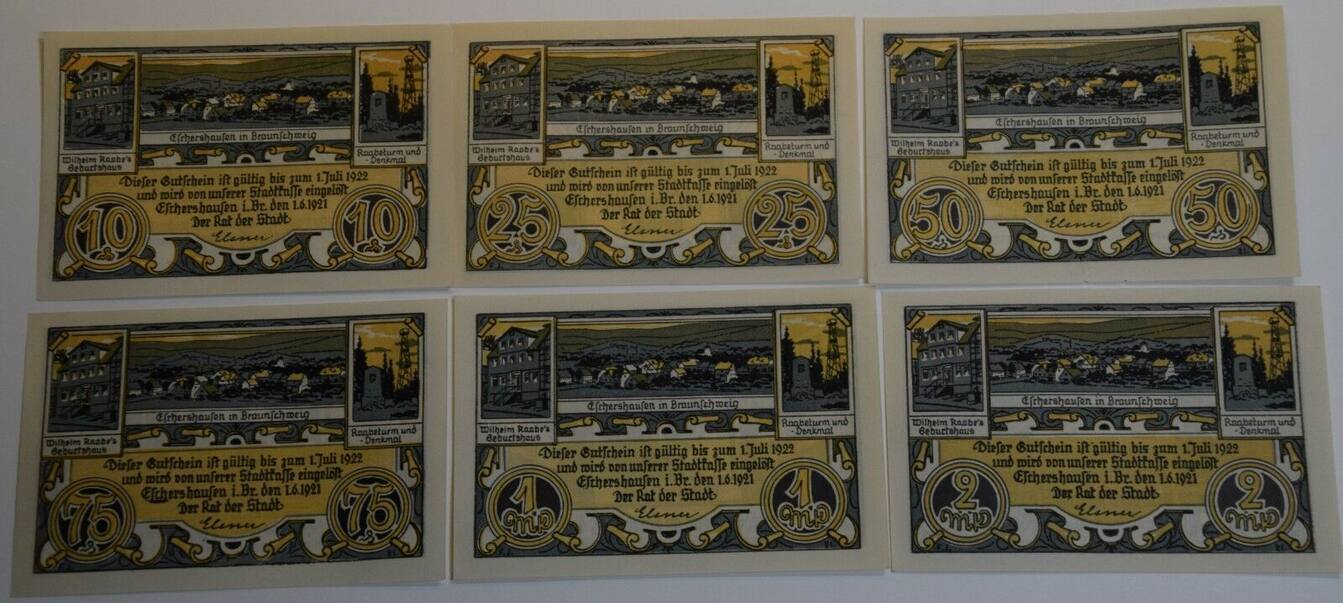 Eschershausen in Braunschweig
Wilhelm Raabe's
Geburtshaus
Raabeturm und
-Denkmal
Dieser Gutschein ist gültig bis zum 1. Juli 1922
und wird von unserer Stadtkasse eingelöst
Eschershausen i. Br. den 1.6.1921
Der Rat der Stadt
10
Elsner
10
Eschershausen in Braunschweig
Wilhelm Raabe's
Geburtshaus
Raabeturm und
-Denkmal
Dieser Gutschein ist gültig bis zum 1. Juli 1922
und wird von unserer Stadtkasse eingelöst
Eschershausen i. Br. den 1.6.1921
Der Rat der Stadt
25
Elsner
25
Eschershausen in Braunschweig
Wilhelm Raabe's
Geburtshaus
Raabeturm und
-Denkmal
Dieser Gutschein ist gültig bis zum 1. Juli 1922
und wird von unserer Stadtkasse eingelöst
Eschershausen i. Br. den 1.6.1921
Der Rat der Stadt
50
Elsner
50
Eschershausen in Braunschweig
Wilhelm Raabe's
Geburtshaus
Raabeturm und
-Denkmal
Dieser Gutschein ist gültig bis zum 1. Juli 1922
und wird von unserer Stadtkasse eingelöst
Eschershausen i. Br. den 1.6.1921
Der Rat der Stadt
75
Elsner
75
Eschershausen in Braunschweig
Wilhelm Raabe's
Geburtshaus
Raabeturm und
-Denkmal
Dieser Gutschein ist gültig bis zum 1. Juli 1922
und wird von unserer Stadtkasse eingelöst
Eschershausen i. Br. den 1.6.1921
Der Rat der Stadt
1 Mk
Elsner
1 Mk
Eschershausen in Braunschweig
Wilhelm Raabe's
Geburtshaus
Raabeturm und
-Denkmal
Dieser Gutschein ist gültig bis zum 1. Juli 1922
und wird von unserer Stadtkasse eingelöst
Eschershausen i. Br. den 1.6.1921
Der Rat der Stadt
2 Mk
Elsner
2 Mk